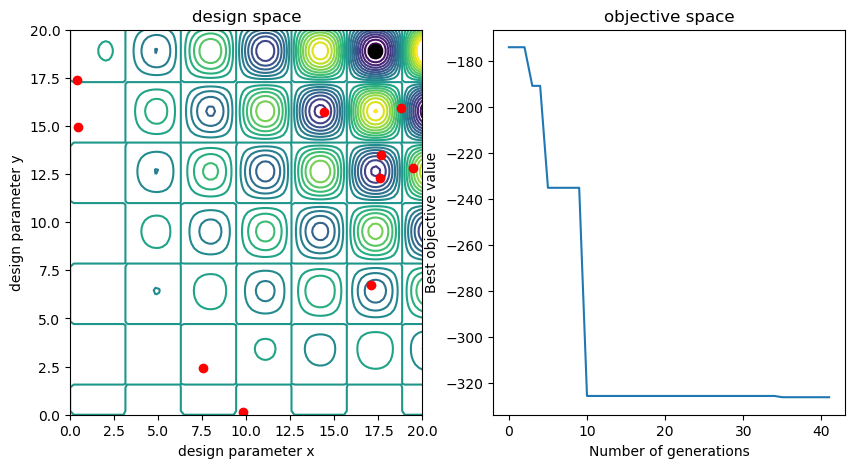 design space
design parameter y
20.0
17.5
15.0
12.5
10.0
7.5
5.0
2.5
0.0
0.0 2.5 5.0 7.5 10.0 12.5 15.0 17.5 20.0
design parameter x
objective space
Best objective value
−180
−200
−220
−240
−260
−280
−300
−320
0 10 20 30 40
Number of generations